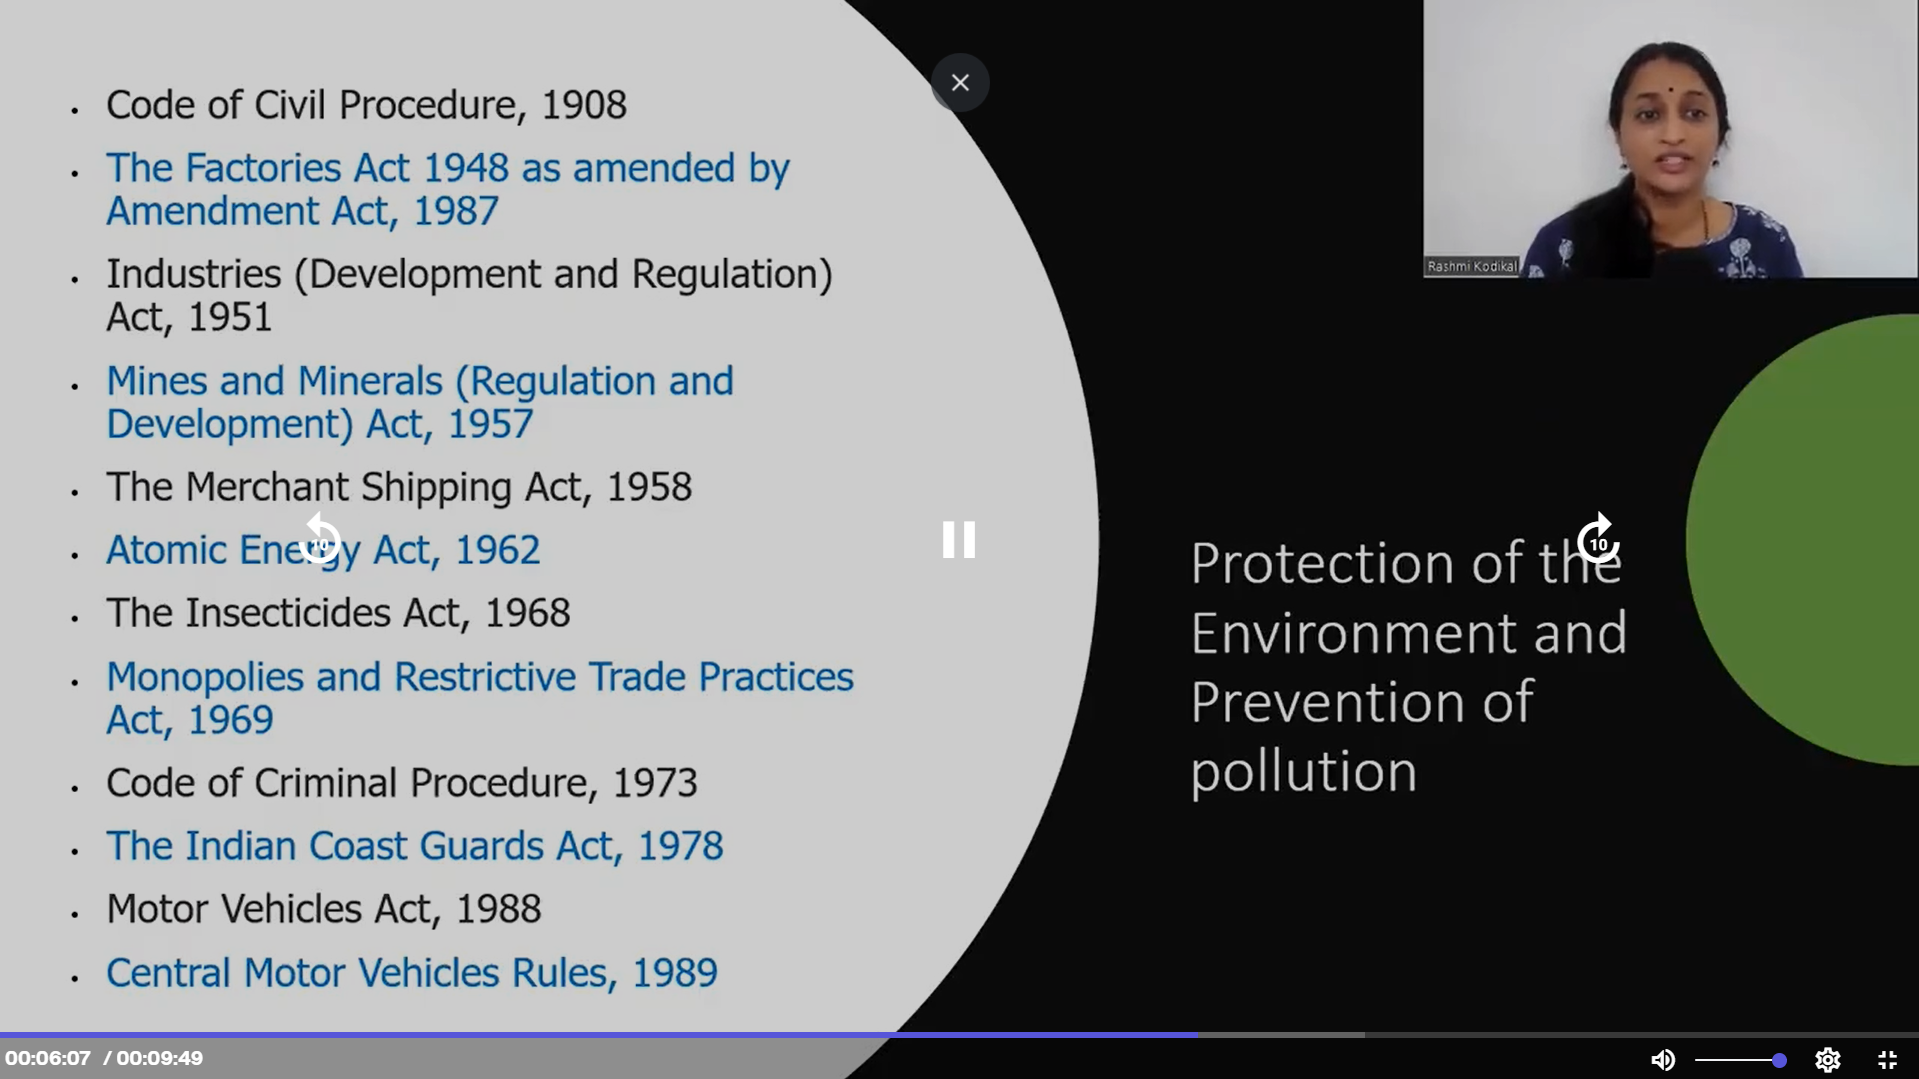 Code of Civil Procedure, 1908
The Factories Act 1948 as amended by
Amendment Act, 1987
Industries (Development and Regulation)
Act, 1951
Mines and Minerals (Regulation and
Development) Act, 1957
The Merchant Shipping Act, 1958
Atomic Energy Act, 1962
The Insecticides Act, 1968
Monopolies and Restrictive Trade Practices
Act, 1969
Code of Criminal Procedure, 1973
The Indian Coast Guards Act, 1978
Motor Vehicles Act, 1988
Central Motor Vehicles Rules, 1989
Rashmi Kodikal
10
10
Protection of the
Environment and
Prevention of
pollution
00:06:07 / 00:09:49